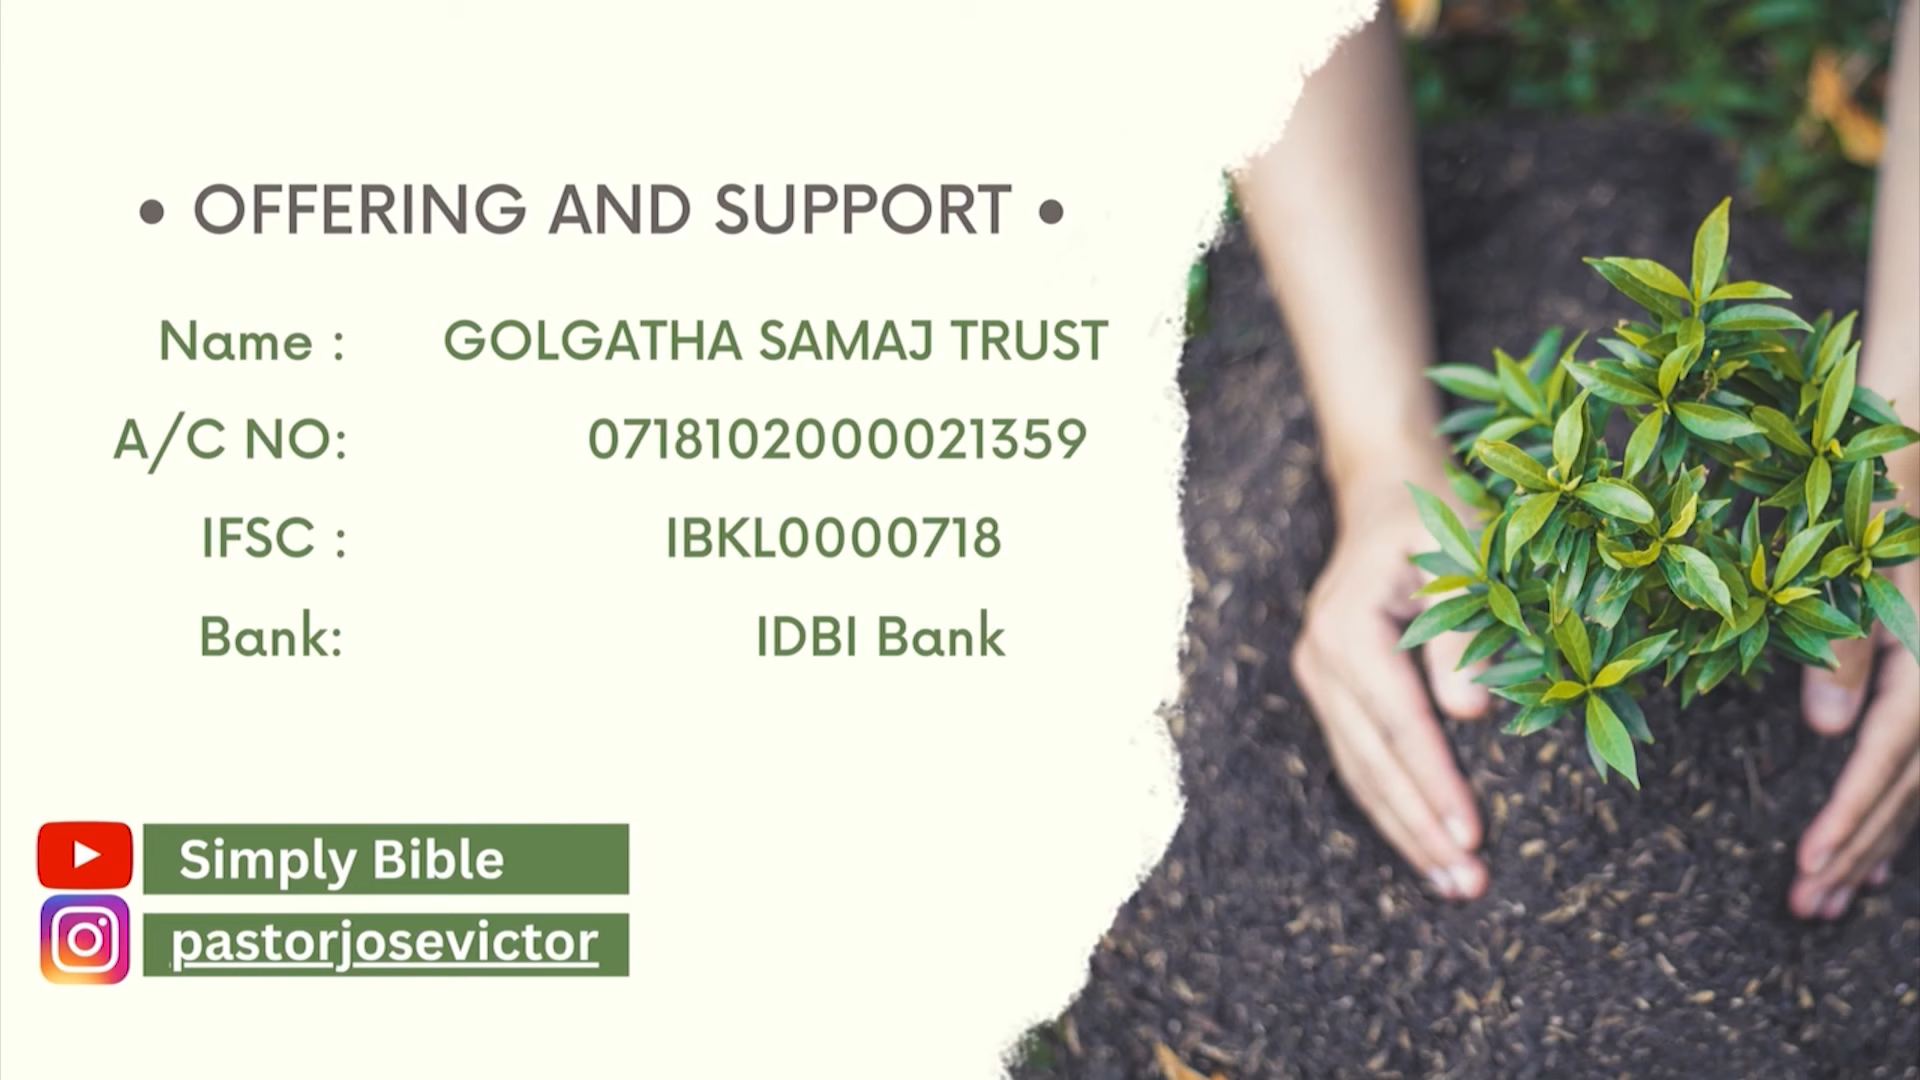 • OFFERING AND SUPPORT •
Name : GOLGATHA SAMAJ TRUST
A/C NO: 0718102000021359
IFSC : IBKL0000718
Bank: IDBI Bank
Simply Bible
pastorjosevictor